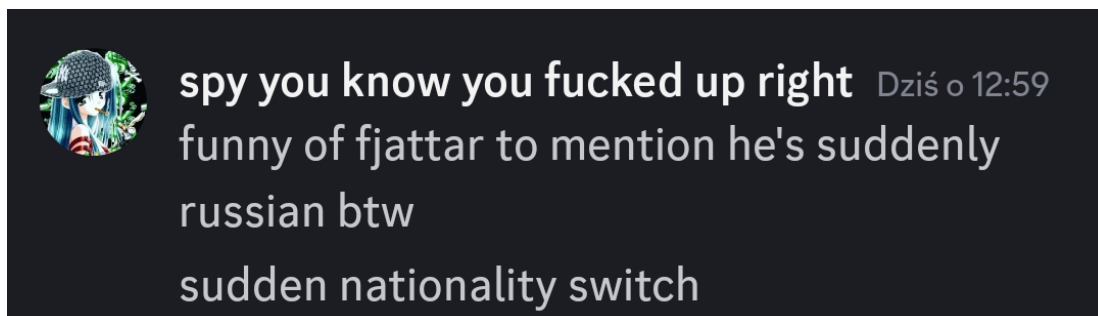 spy you know you fucked up right Dziś o 12:59
funny of fjattar to mention he's suddenly
russian btw
sudden nationality switch